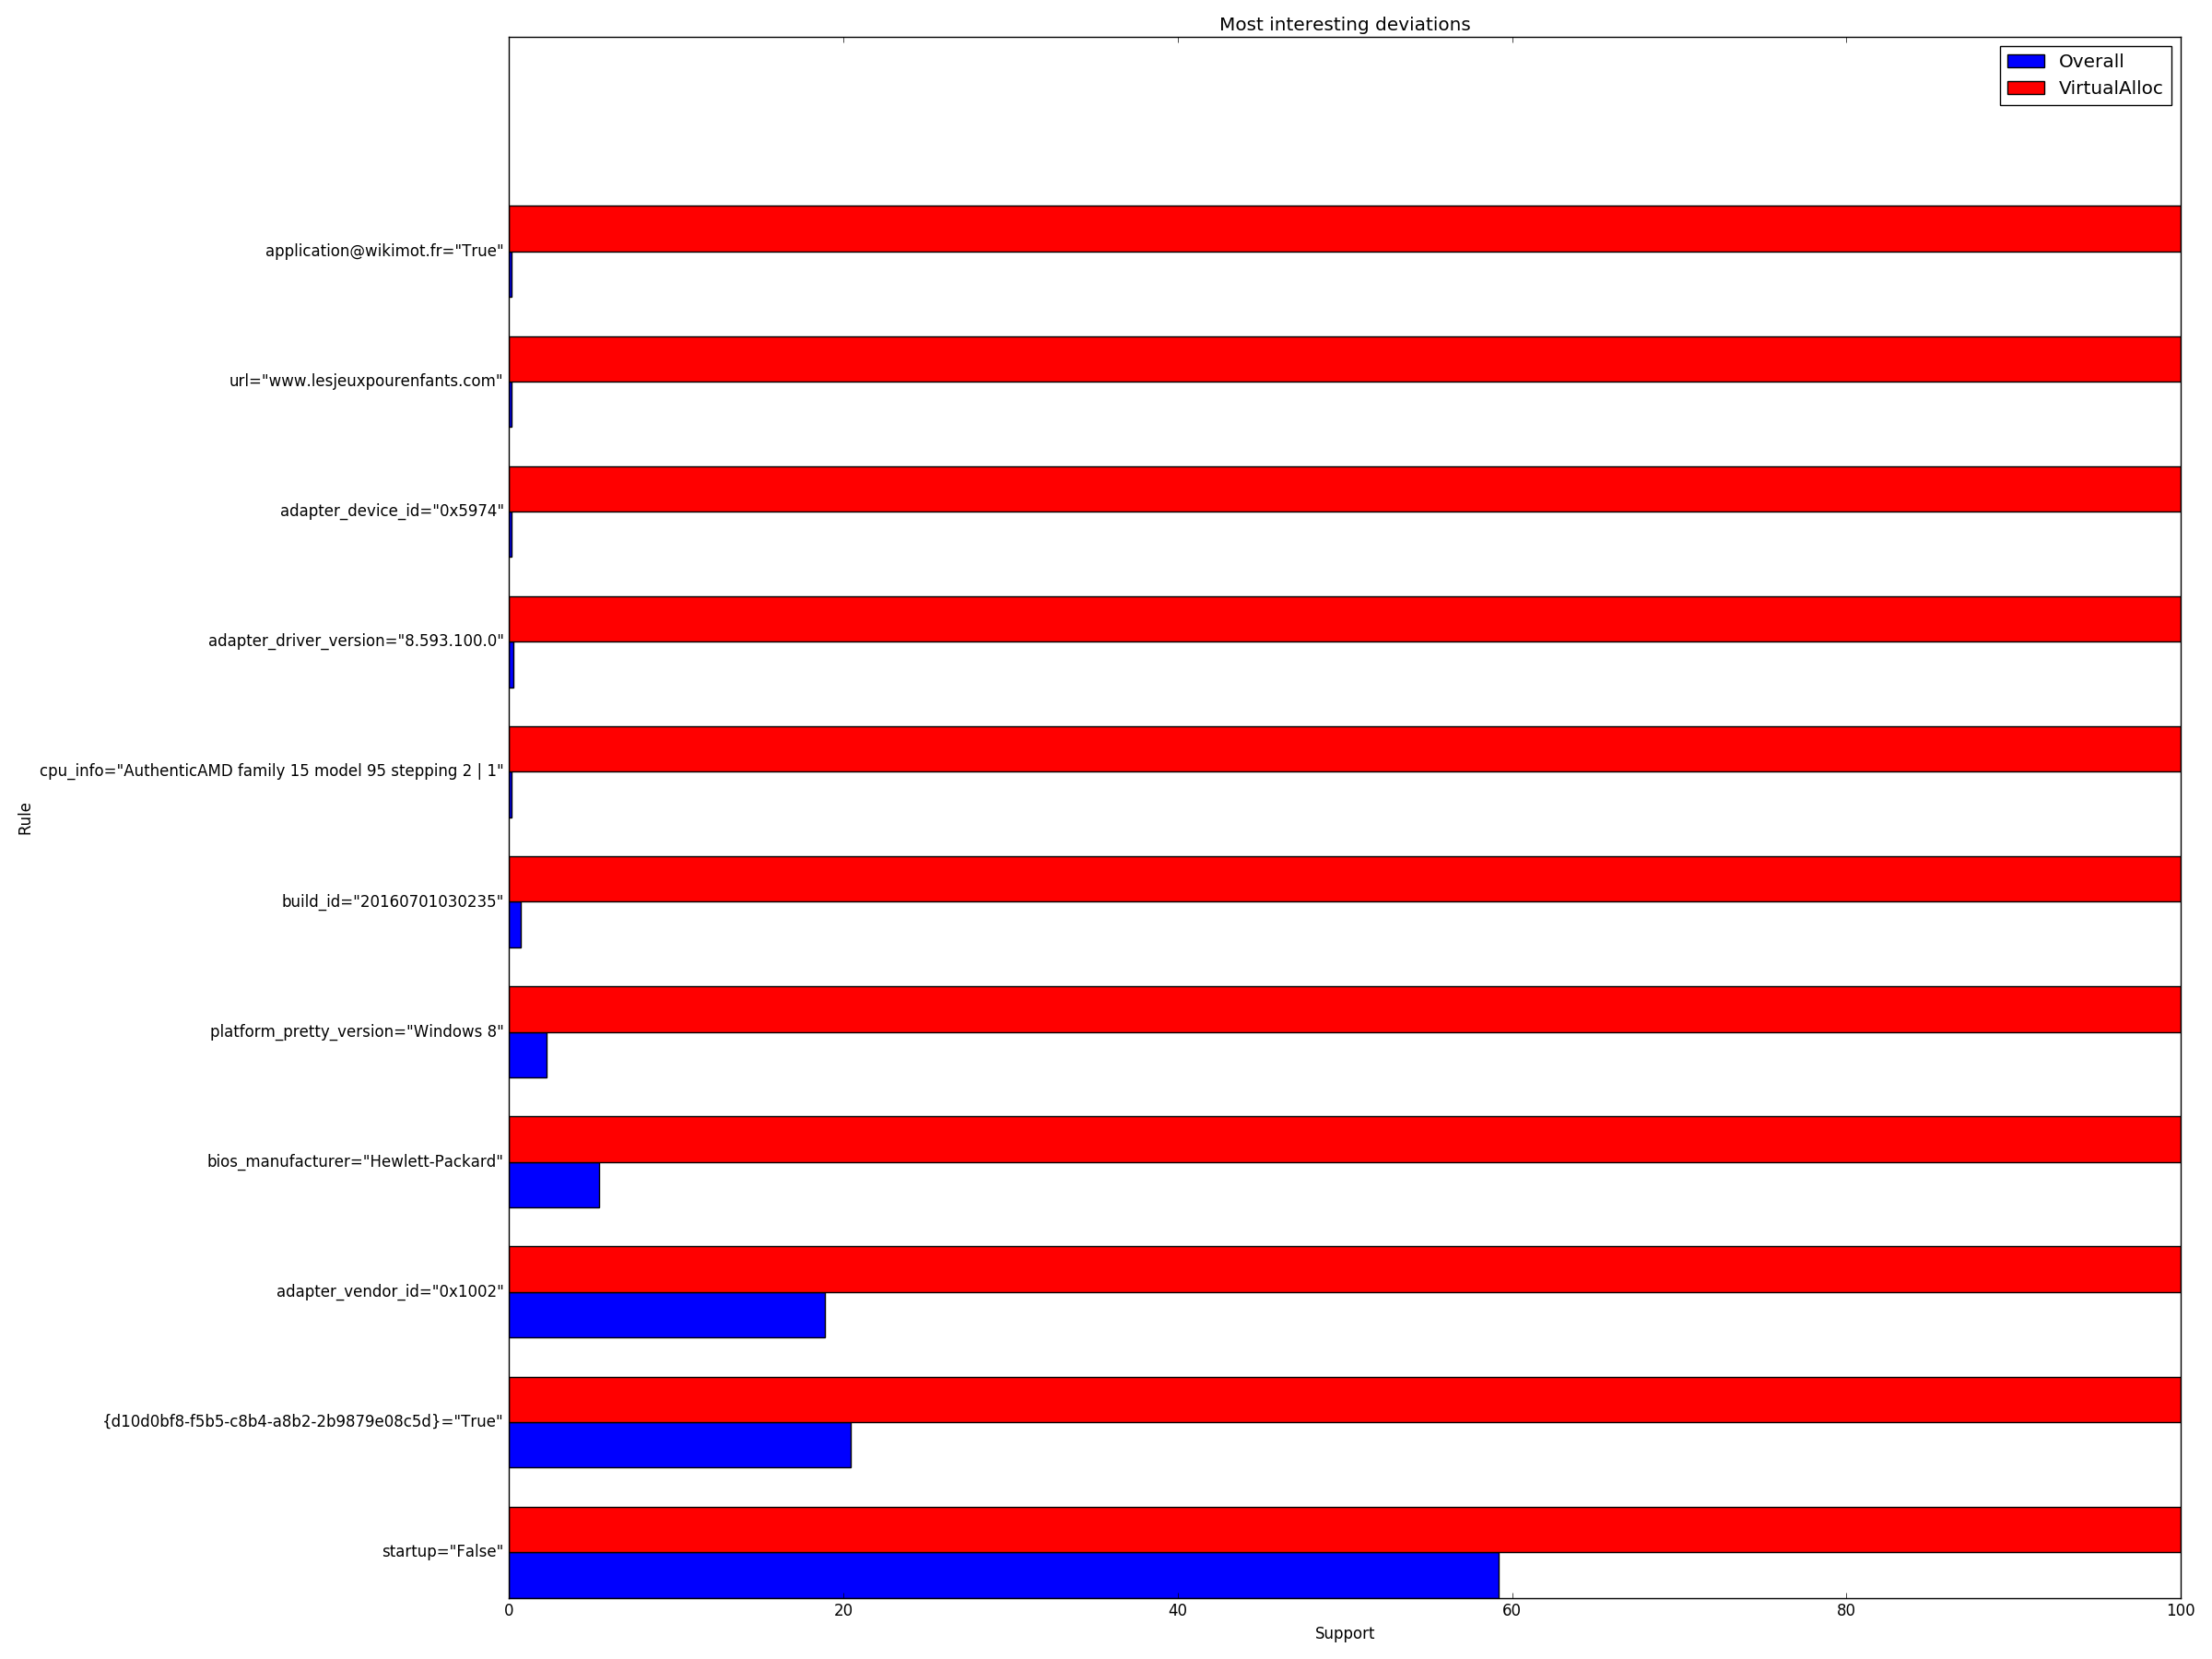 Most interesting deviations
Overall
VirtualAlloc
application@wikimot.fr="True"
url="www.lesjeuxpourenfants.com"
adapter_device_id="0x5974"
adapter_driver_version="8.593.100.0"
cpu_info="AuthenticAMD family 15 model 95 stepping 2 | 1"
Rule
build_id="20160701030235"
platform_pretty_version="Windows 8"
bios_manufacturer="Hewlett-Packard"
adapter_vendor_id="0x1002"
{d10d0bf8-f5b5-c8b4-a8b2-2b9879e08c5d}="True"
startup="False"
0 20 40 60 80 100
Support